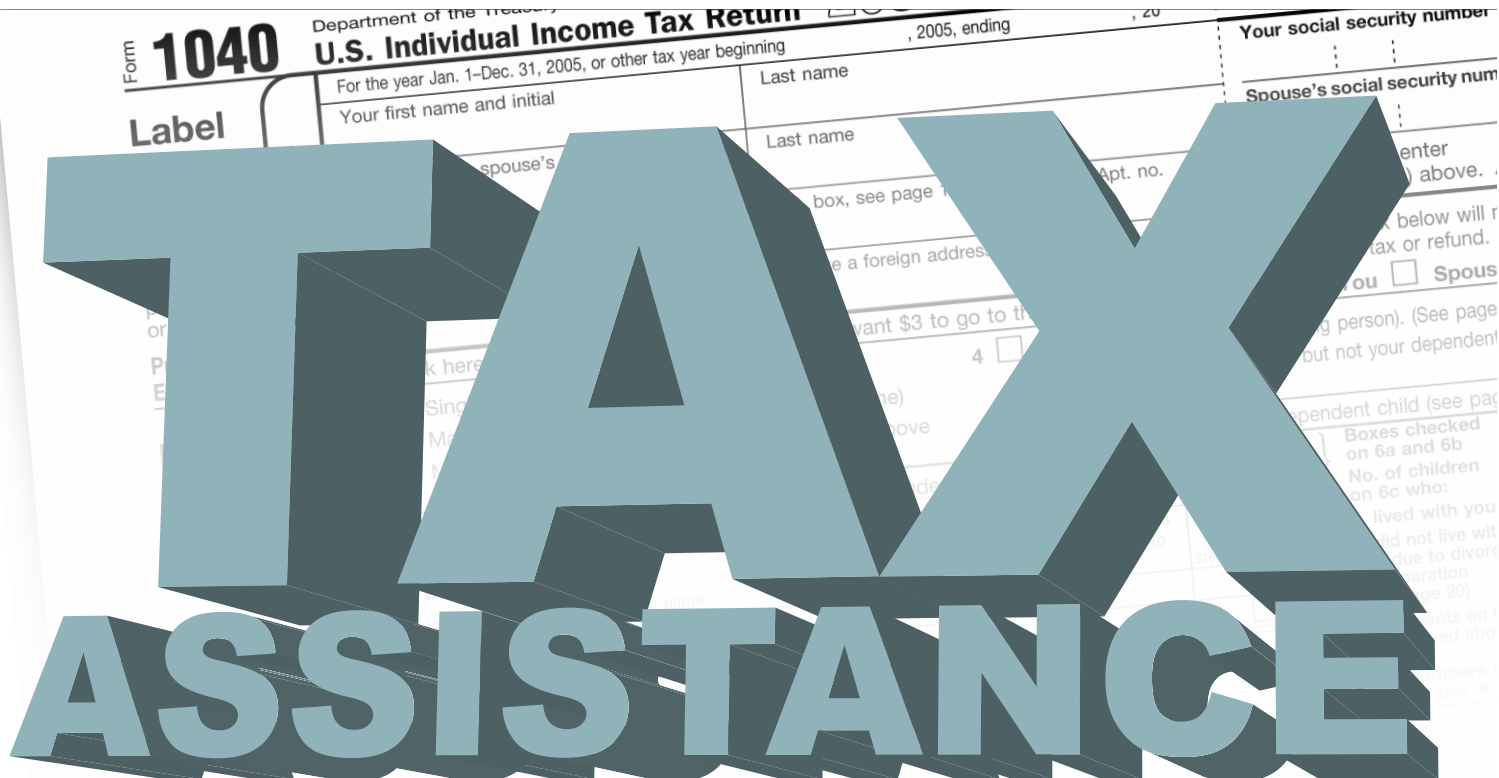 Department of the Treasury
Form 1040 U.S. Individual Income Tax Return
For the year Jan. 1–Dec. 31, 2005, or other tax year beginning , 2005, ending , 20
Your social security number
Label
Your first name and initial
Last name
Spouse's social security num
spouse's
Last name
enter
above.
box, see page
Apt. no.
below will
tax or refund.
e a foreign address
You Spous
want $3 to go to th
g person). (See page
k here
4
but not your dependent
Sing
ependent child (see pag
Boxes checked
on 6a and 6b
No. of children
on 6c who:
lived with you
did not live wit
due to divorc
TAX
ASSISTANCE